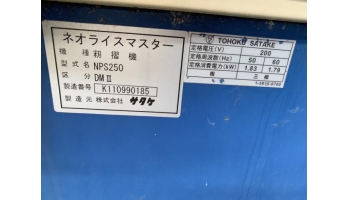 ネオライスマスター
機種 籾摺機
型式名 NPS250
区分 DMⅡ
製造番号 K110990185
製造元 株式会社 サタケ
TOHOKU SATAKE
定格電圧(V) 200
定格周波数(Hz) 50 60
定格消費電力(kW) 1.83 1.79
相 三相